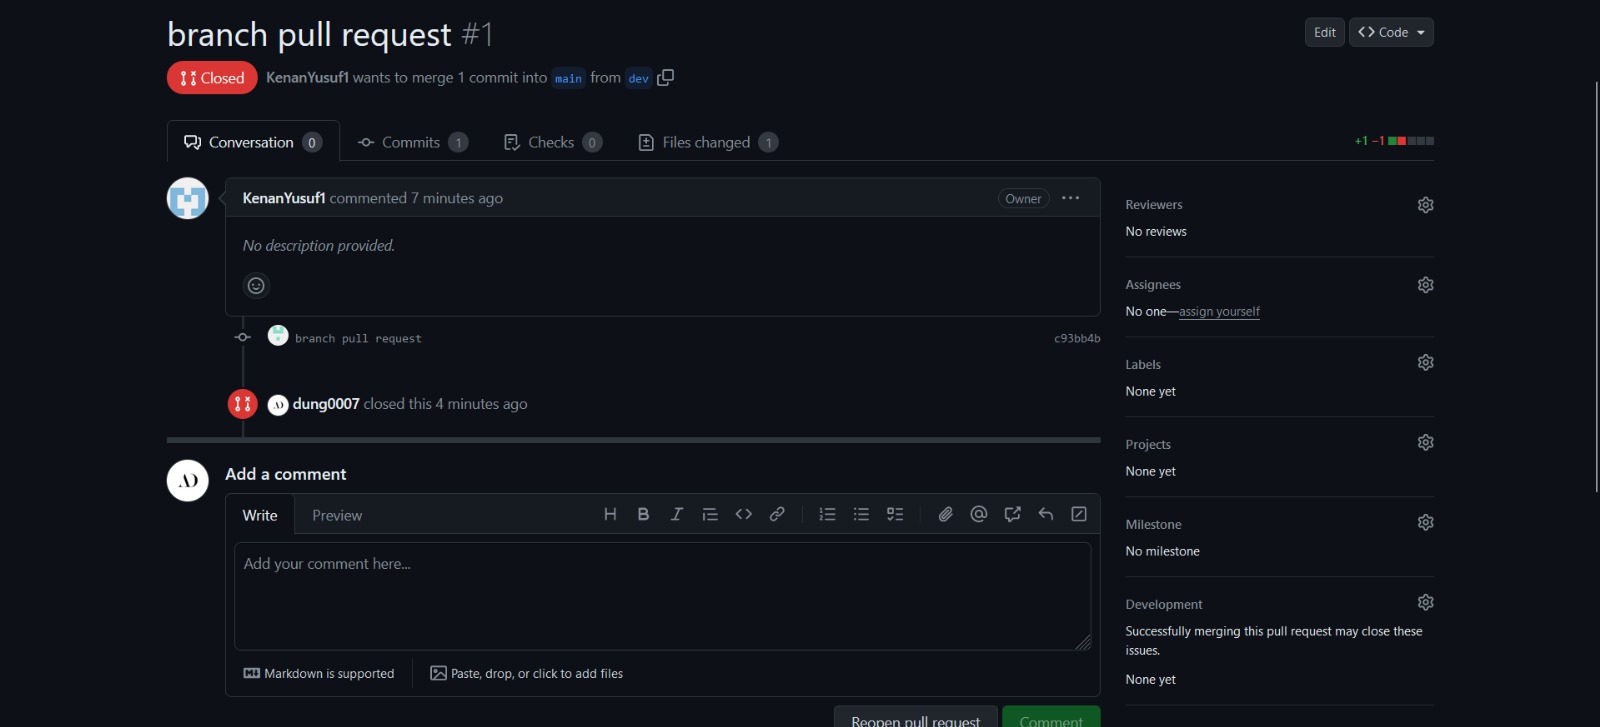 branch pull request #1
Edit
Code
Closed
KenanYusuf1 wants to merge 1 commit into main from dev
Conversation 0
Commits 1
Checks 0
Files changed 1
+1 −1
KenanYusuf1 commented 7 minutes ago
Owner
No description provided.
branch pull request
c93bb4b
AD dung0007 closed this 4 minutes ago
AD
Add a comment
Write
Preview
Add your comment here...
Markdown is supported
Paste, drop, or click to add files
Reopen pull request
Comment
Reviewers
No reviews
Assignees
No one—assign yourself
Labels
None yet
Projects
None yet
Milestone
No milestone
Development
Successfully merging this pull request may close these
issues.
None yet